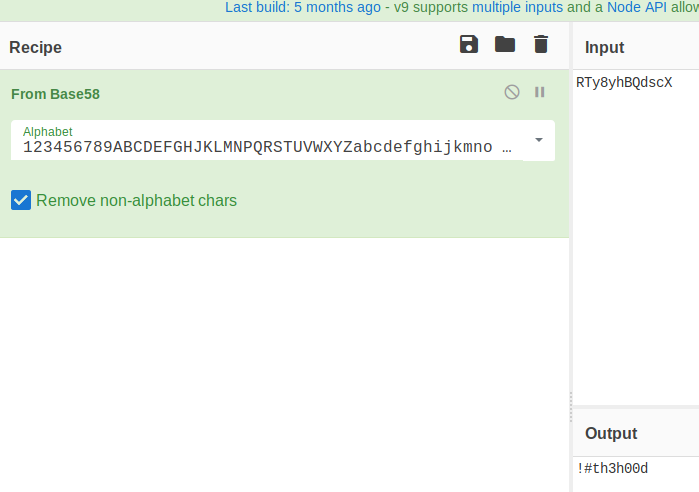 Last build: 5 months ago - v9 supports multiple inputs and a Node API allow
Recipe
Input
From Base58
RTy8yhBQdscX
Alphabet
123456789ABCDEFGHJKLMNPQRSTUVWXYZabcdefghijkmno …
Remove non-alphabet chars
Output
!#th3h00d